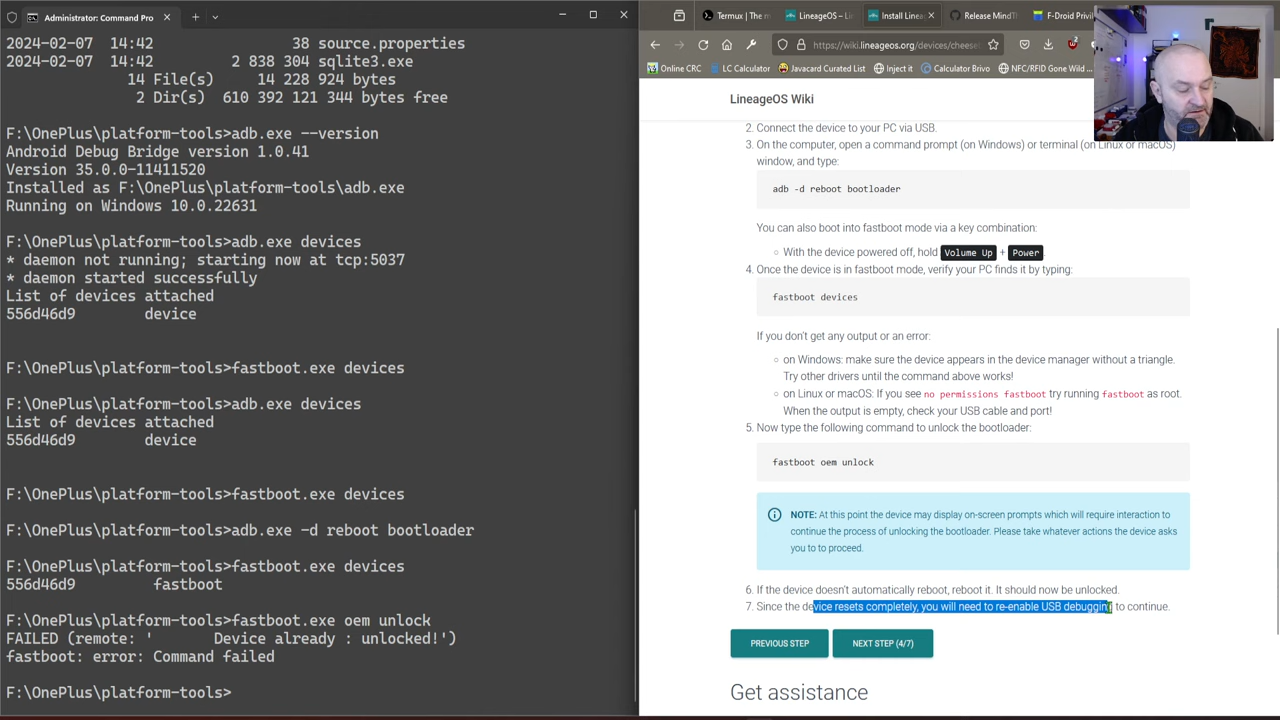 Administrator: Command Pro
2024-02-07 14:42 38 source.properties
2024-02-07 14:42 2 838 304 sqlite3.exe
14 File(s) 14 228 924 bytes
2 Dir(s) 610 392 121 344 bytes free
F:\OnePlus\platform-tools>adb.exe --version
Android Debug Bridge version 1.0.41
Version 35.0.0-11411520
Installed as F:\OnePlus\platform-tools\adb.exe
Running on Windows 10.0.22631
F:\OnePlus\platform-tools>adb.exe devices
* daemon not running; starting now at tcp:5037
* daemon started successfully
List of devices attached
556d46d9 device
F:\OnePlus\platform-tools>fastboot.exe devices
F:\OnePlus\platform-tools>adb.exe devices
List of devices attached
556d46d9 device
F:\OnePlus\platform-tools>fastboot.exe devices
F:\OnePlus\platform-tools>adb.exe -d reboot bootloader
F:\OnePlus\platform-tools>fastboot.exe devices
556d46d9 fastboot
F:\OnePlus\platform-tools>fastboot.exe oem unlock
FAILED (remote: ' Device already : unlocked!')
fastboot: error: Command failed
F:\OnePlus\platform-tools>
Termux | The m
LineageOS – Li
Install Linea
Release MindTh
F-Droid Privil
https://wiki.lineageos.org/devices/cheese
Online CRC
LC Calculator
Javacard Curated List
Inject it
Calculator Brivo
NFC/RFID Gone Wild ...
LineageOS Wiki
2. Connect the device to your PC via USB.
3. On the computer, open a command prompt (on Windows) or terminal (on Linux or macOS)
window, and type:
adb -d reboot bootloader
You can also boot into fastboot mode via a key combination:
With the device powered off, hold Volume Up + Power
4. Once the device is in fastboot mode, verify your PC finds it by typing:
fastboot devices
If you don't get any output or an error:
on Windows: make sure the device appears in the device manager without a triangle.
Try other drivers until the command above works!
on Linux or macOS: If you see no permissions fastboot try running fastboot as root.
When the output is empty, check your USB cable and port!
5. Now type the following command to unlock the bootloader:
fastboot oem unlock
NOTE: At this point the device may display on-screen prompts which will require interaction to
continue the process of unlocking the bootloader. Please take whatever actions the device asks
you to to proceed.
6. If the device doesn't automatically reboot, reboot it. It should now be unlocked.
7. Since the device resets completely, you will need to re-enable USB debugging to continue.
PREVIOUS STEP
NEXT STEP (4/7)
Get assistance